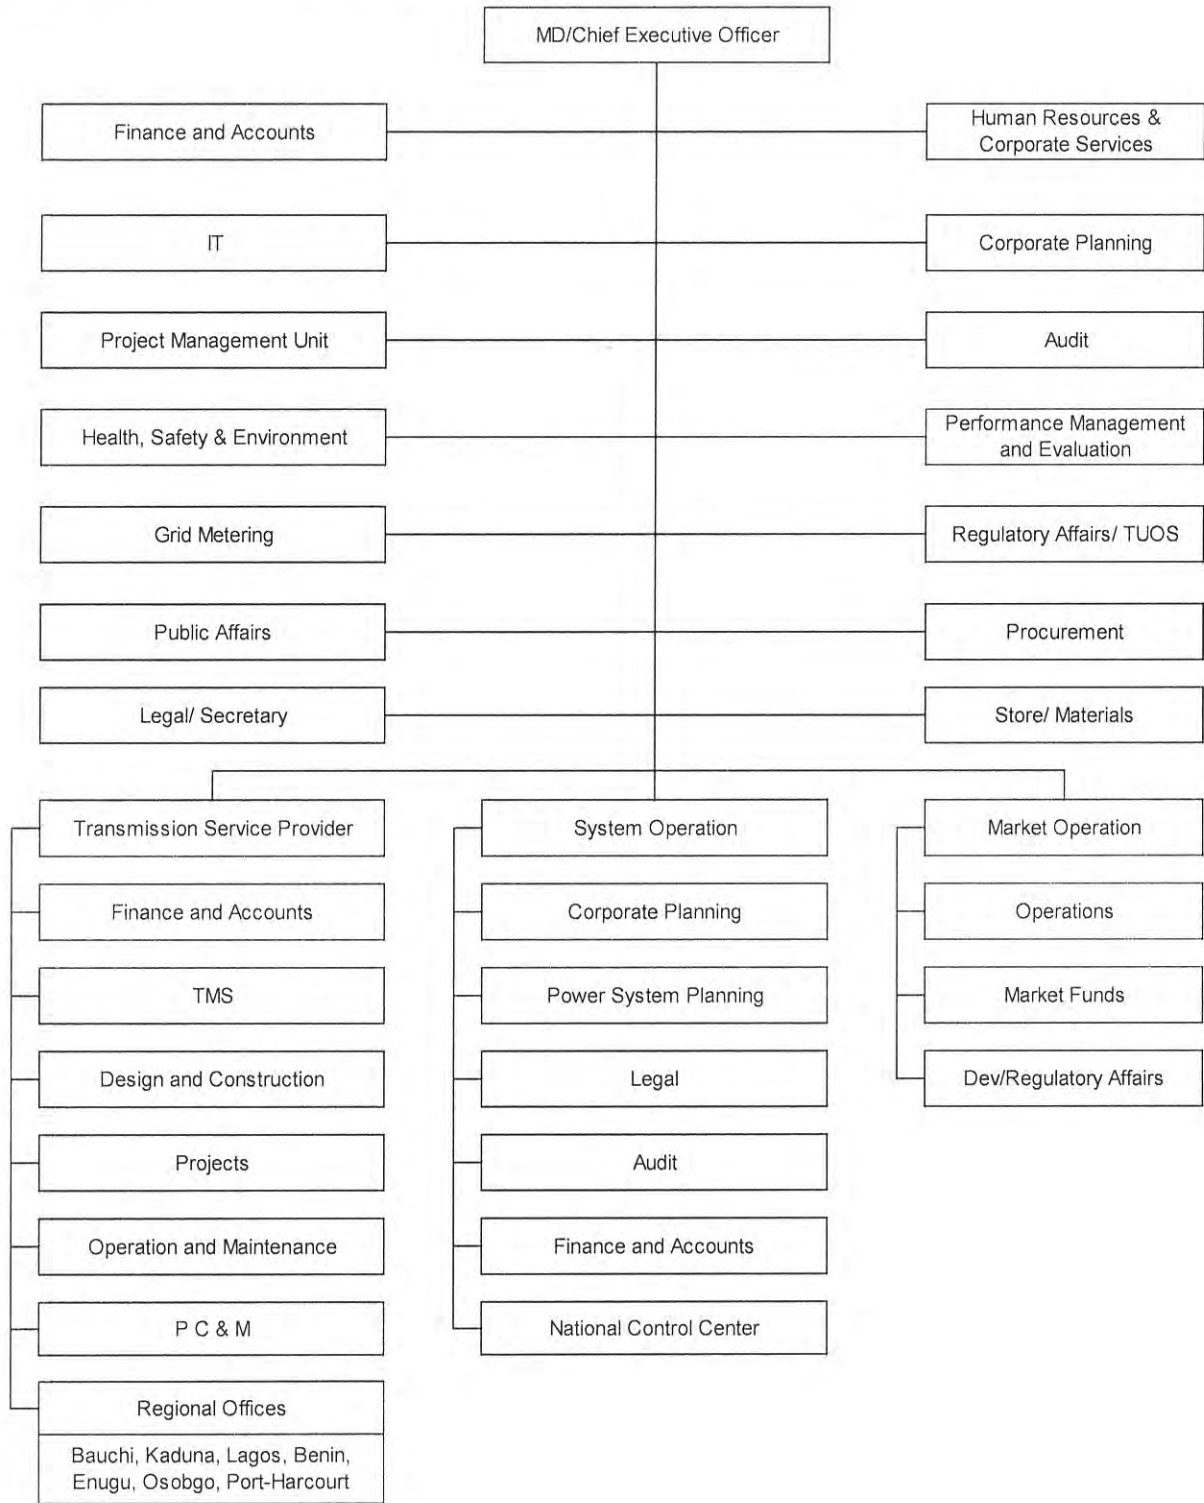 MD/Chief Executive Officer
Finance and Accounts
Human Resources &
Corporate Services
IT
Corporate Planning
Project Management Unit
Audit
Health, Safety & Environment
Performance Management
and Evaluation
Grid Metering
Regulatory Affairs/ TUOS
Public Affairs
Procurement
Legal/ Secretary
Store/ Materials
Transmission Service Provider
System Operation
Market Operation
Finance and Accounts
Corporate Planning
Operations
TMS
Power System Planning
Market Funds
Design and Construction
Legal
Dev/Regulatory Affairs
Projects
Audit
Operation and Maintenance
Finance and Accounts
P C & M
National Control Center
Regional Offices
Bauchi, Kaduna, Lagos, Benin,
Enugu, Osobgo, Port-Harcourt